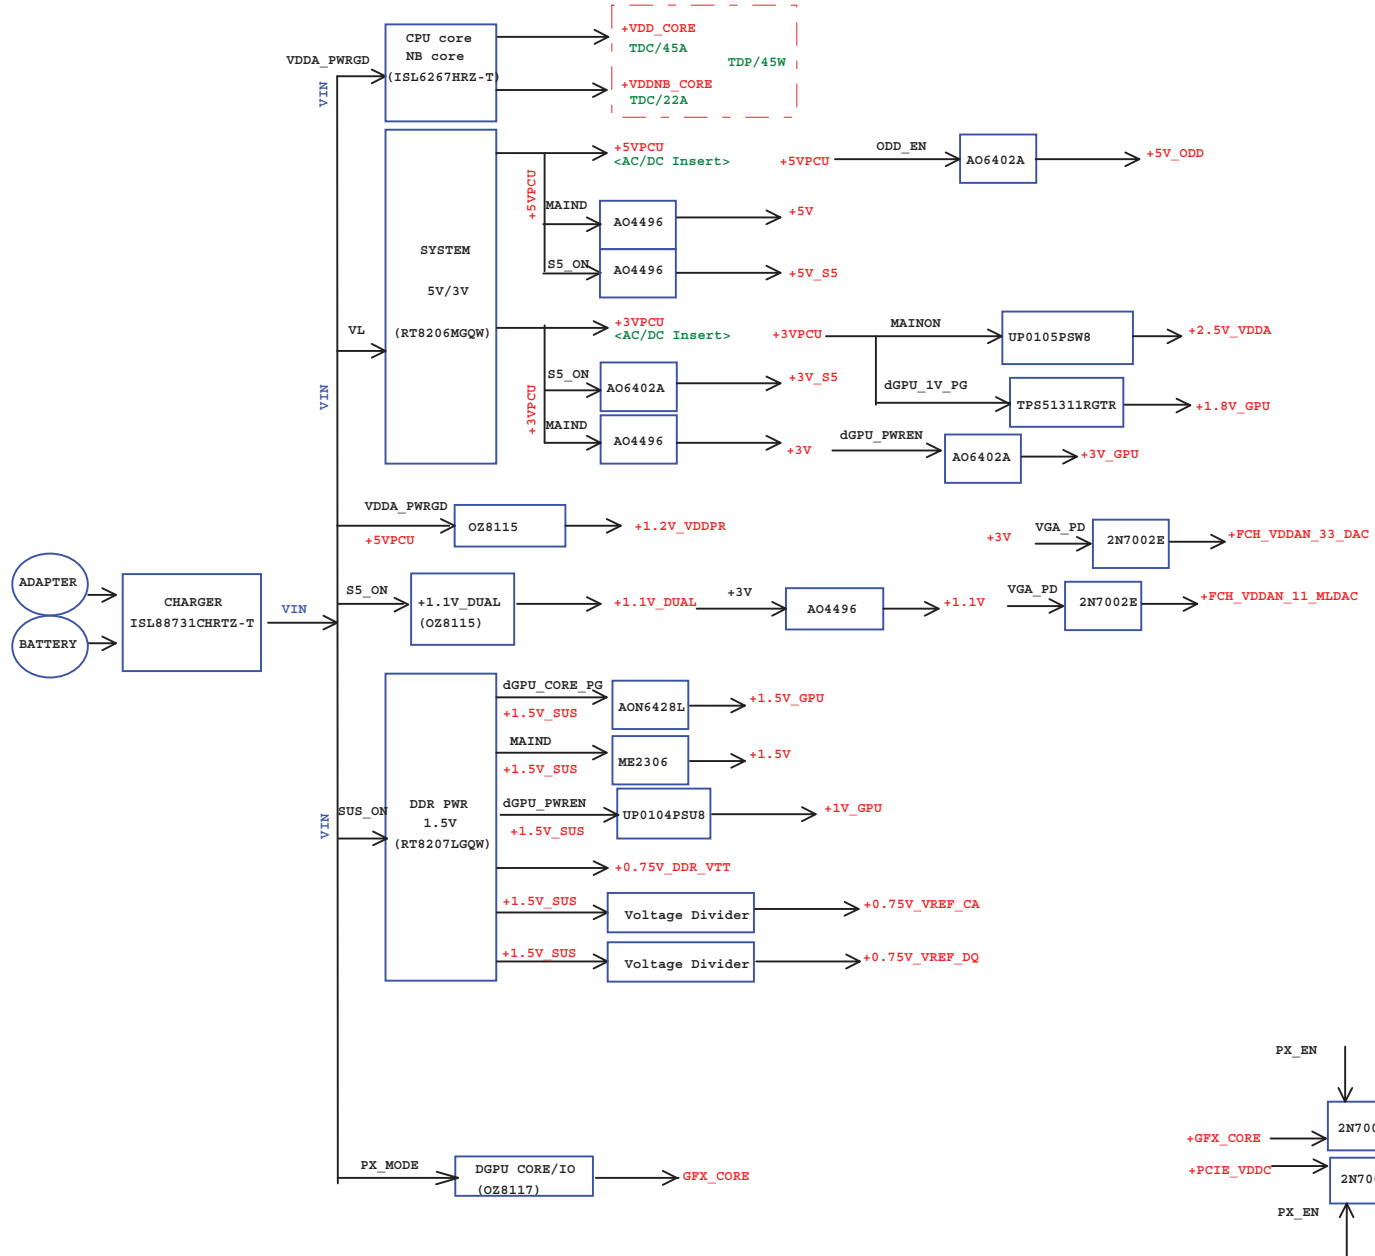 CPU core
NB core
(ISL6267HRZ-T)
VDDA_PWRGD
VIN
+VDD_CORE
TDC/45A
TDP/45W
+VDDNB_CORE
TDC/22A
SYSTEM
5V/3V
(RT8206MGQW)
VL
VIN
+5VPCU
<AC/DC Insert>
+5VPCU
MAIND
AO4496
+5V
S5_ON
AO4496
+5V_S5
+5VPCU
ODD_EN
AO6402A
+5V_ODD
+3VPCU
<AC/DC Insert>
+3VPCU
S5_ON
AO6402A
+3V_S5
MAIND
AO4496
+3V
+3VPCU
MAINON
UP0105PSW8
+2.5V_VDDA
dGPU_1V_PG
TPS51311RGTR
+1.8V_GPU
dGPU_PWREN
AO6402A
+3V_GPU
VDDA_PWRGD
+5VPCU
OZ8115
+1.2V_VDDPR
+3V
VGA_PD
2N7002E
+FCH_VDDAN_33_DAC
ADAPTER
BATTERY
CHARGER
ISL88731CHRTZ-T
VIN
S5_ON
+1.1V_DUAL
(OZ8115)
+1.1V_DUAL
+3V
AO4496
+1.1V
VGA_PD
2N7002E
+FCH_VDDAN_11_MLDAC
VIN
SUS_ON
DDR PWR
1.5V
(RT8207LGQW)
dGPU_CORE_PG
+1.5V_SUS
AON6428L
+1.5V_GPU
MAIND
+1.5V_SUS
ME2306
+1.5V
dGPU_PWREN
+1.5V_SUS
UP0104PSU8
+1V_GPU
+0.75V_DDR_VTT
+1.5V_SUS
Voltage Divider
+0.75V_VREF_CA
+1.5V_SUS
Voltage Divider
+0.75V_VREF_DQ
PX_MODE
DGPU CORE/IO
(OZ8117)
GFX_CORE
PX_EN
+GFX_CORE
+PCIE_VDDC
PX_EN